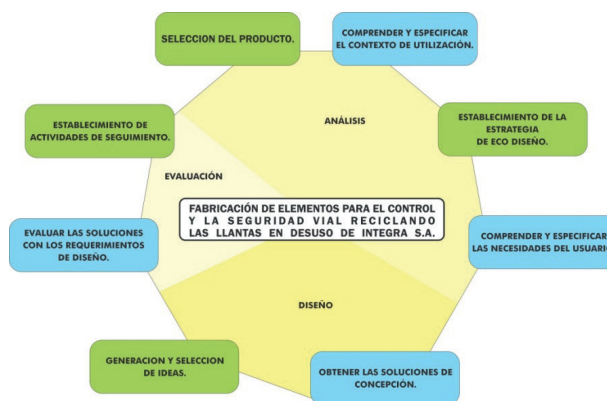 SELECCION DEL PRODUCTO.
COMPRENDER Y ESPECIFICAR
EL CONTEXTO DE UTILIZACIÓN.
ANÁLISIS
ESTABLECIMIENTO DE
ACTIVIDADES DE SEGUIMIENTO.
ESTABLECIMIENTO DE LA
ESTRATEGIA
DE ECO DISEÑO.
EVALUACIÓN
FABRICACIÓN DE ELEMENTOS PARA EL CONTROL
Y LA SEGURIDAD VIAL RECICLANDO
LAS LLANTAS EN DESUSO DE INTEGRA S.A.
EVALUAR LAS SOLUCIONES
CON LOS REQUERIMIENTOS
DE DISEÑO.
COMPRENDER Y ESPECIFICAR
LAS NECESIDADES DEL USUARIO
DISEÑO
GENERACION Y SELECCION
DE IDEAS.
OBTENER LAS SOLUCIONES DE
CONCEPCIÓN.